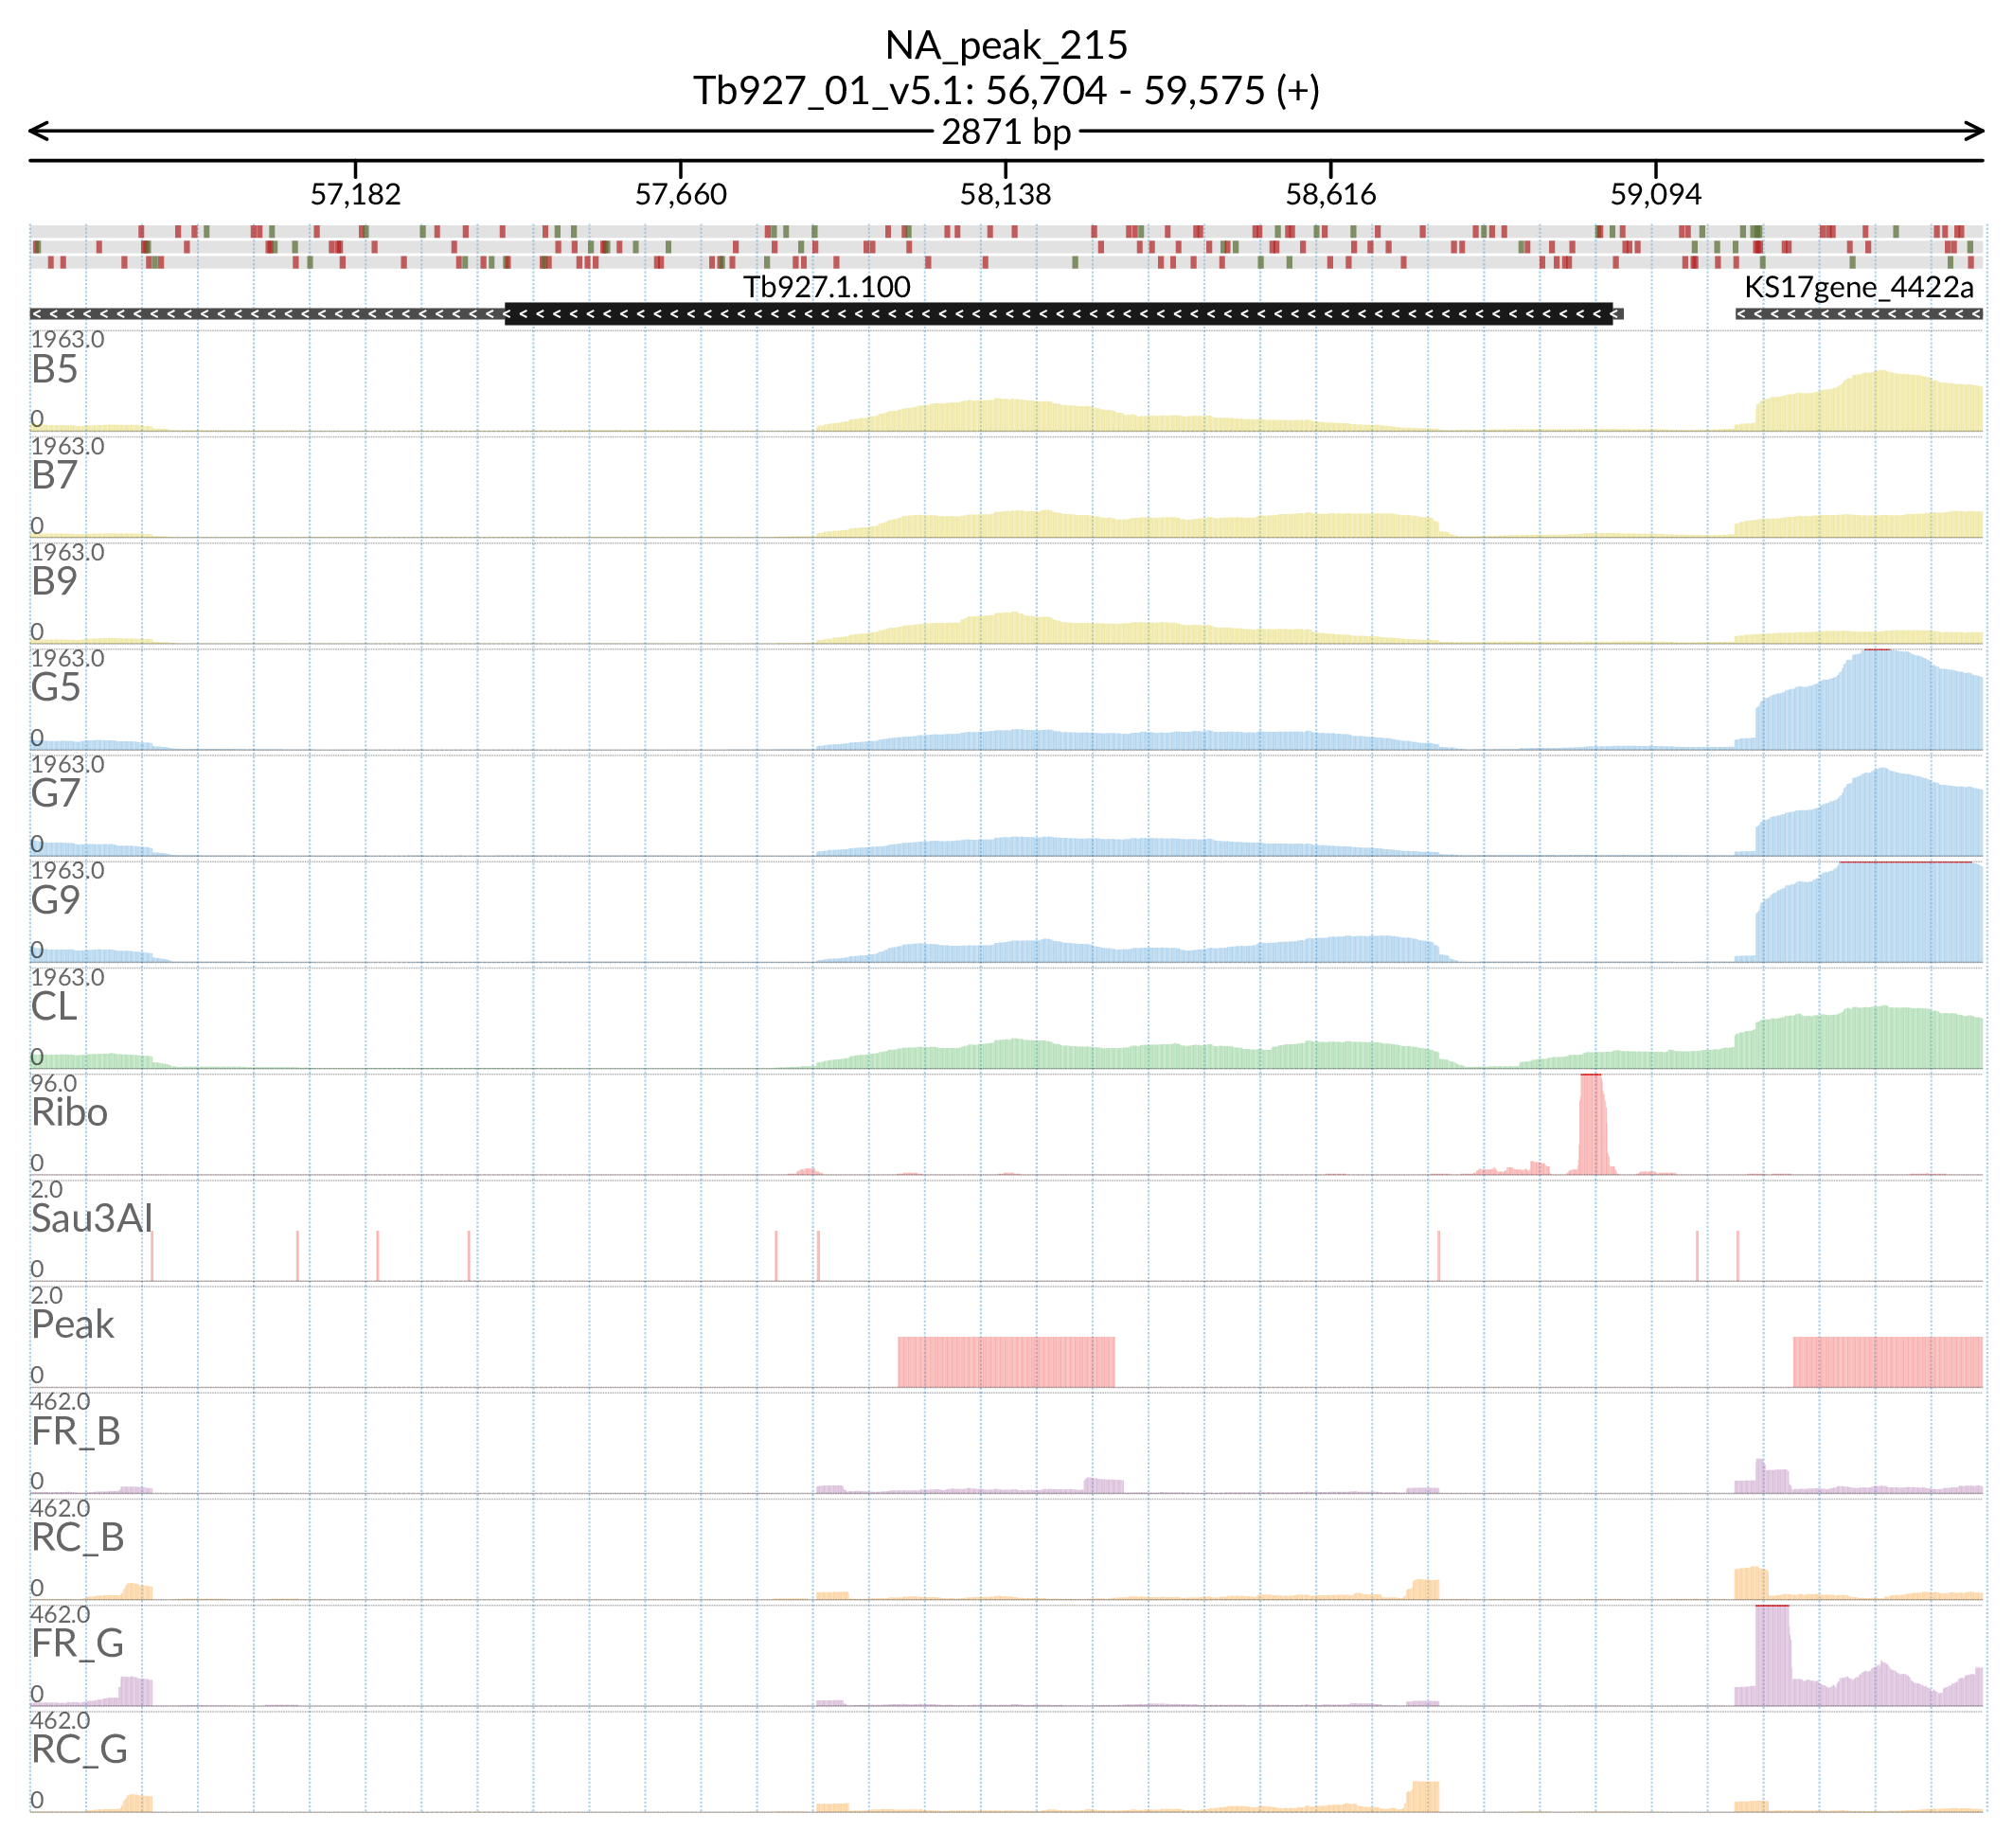 NA_peak_215
Tb927_01_v5.1: 56,704 - 59,575 (+)
2871 bp
57,182 57,660 58,138 58,616 59,094
Tb927.1.100 KS17gene_4422a
1963.0
B5
0
1963.0
B7
0
1963.0
B9
0
1963.0
G5
0
1963.0
G7
0
1963.0
G9
0
1963.0
CL
0
96.0
Ribo
0
2.0
Sau3AI
0
2.0
Peak
0
462.0
FR_B
0
462.0
RC_B
0
462.0
FR_G
0
462.0
RC_G
0